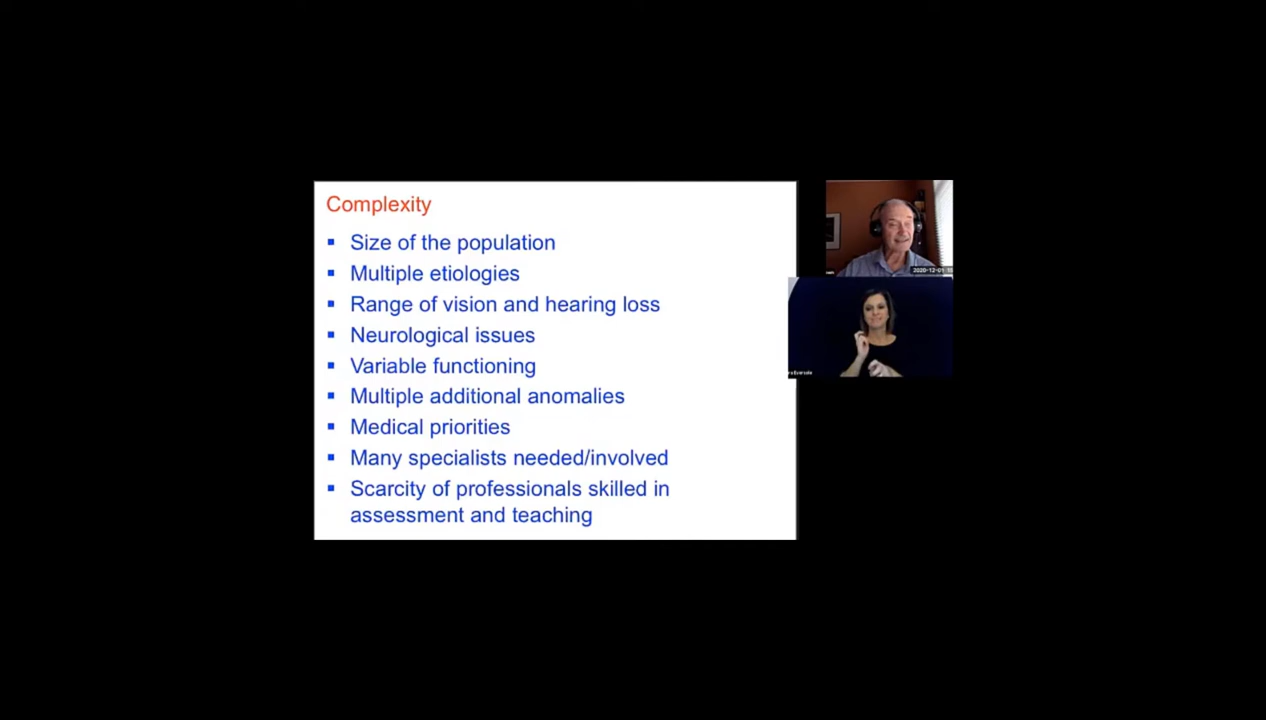 Complexity
▪ Size of the population
▪ Multiple etiologies
▪ Range of vision and hearing loss
▪ Neurological issues
▪ Variable functioning
▪ Multiple additional anomalies
▪ Medical priorities
▪ Many specialists needed/involved
▪ Scarcity of professionals skilled in
assessment and teaching